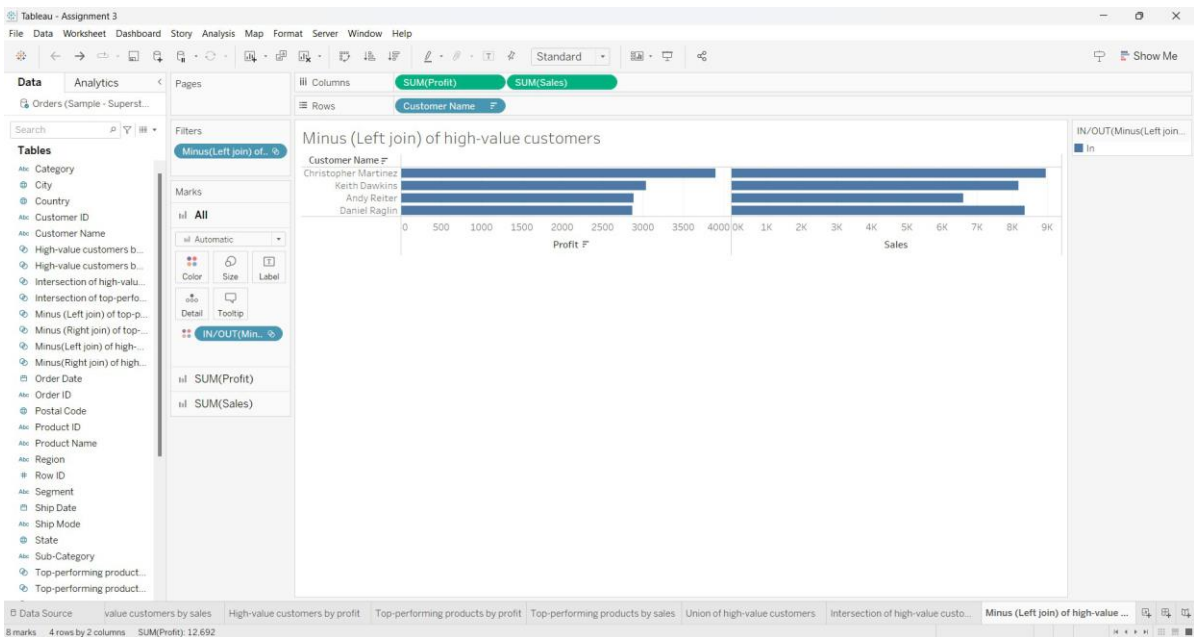 Tableau - Assignment 3
File Data Worksheet Dashboard Story Analysis Map Format Server Window Help
Standard
Show Me
Data Analytics
Orders (Sample - Superst...
Search
Tables
Abc Category
City
Country
Abc Customer ID
Abc Customer Name
High-value customers b...
High-value customers b...
Intersection of high-valu...
Intersection of top-perfo...
Minus (Left join) of top-p...
Minus (Right join) of top-...
Minus(Left join) of high-...
Minus(Right join) of high...
Order Date
Abc Order ID
Postal Code
Abc Product ID
Abc Product Name
Abc Region
# Row ID
Abc Segment
Ship Date
Abc Ship Mode
State
Abc Sub-Category
Top-performing product...
Top-performing product...
Pages
Filters
Minus(Left join) of..
Marks
All
Automatic
Color Size Label
Detail Tooltip
IN/OUT(Min..
SUM(Profit)
SUM(Sales)
Columns SUM(Profit) SUM(Sales)
Rows Customer Name
Minus (Left join) of high-value customers
Customer Name
Christopher Martinez
Keith Dawkins
Andy Reiter
Daniel Raglin
0 500 1000 1500 2000 2500 3000 3500 4000 0K 1K 2K 3K 4K 5K 6K 7K 8K 9K
Profit Sales
IN/OUT(Minus(Left join...
In
Data Source value customers by sales High-value customers by profit Top-performing products by profit Top-performing products by sales Union of high-value customers Intersection of high-value custo... Minus (Left join) of high-value ...
8 marks 4 rows by 2 columns SUM(Profit): 12,692